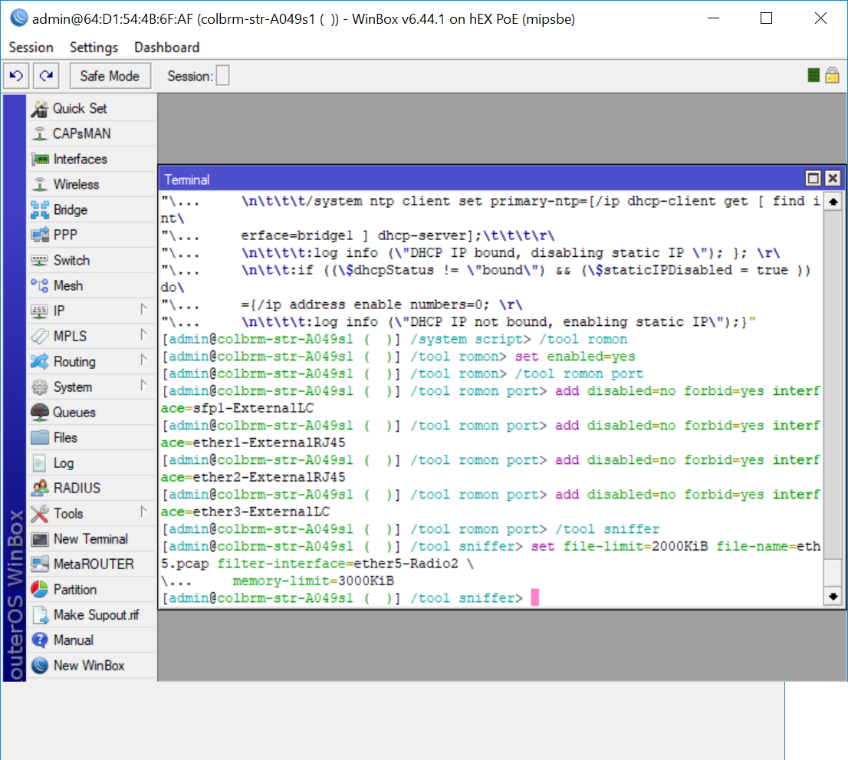 admin@64:D1:54:4B:6F:AF (colbrm-str-A049s1 (  )) - WinBox v6.44.1 on hEX PoE (mipsbe)
Session Settings Dashboard
Safe Mode Session:
Quick Set
CAPsMAN
Interfaces
Wireless
Bridge
PPP
Switch
Mesh
IP
MPLS
Routing
System
Queues
Files
Log
RADIUS
Tools
New Terminal
MetaROUTER
Partition
Make Supout.rif
Manual
New WinBox
outerOS WinBox
Terminal
"\...     \n\t\t\t/system ntp client set primary-ntp=[/ip dhcp-client get [ find i
nt\
"\...     erface=bridge1 ] dhcp-server];\t\t\t\r\
"\...     \n\t\t\t:log info (\"DHCP IP bound, disabling static IP \"); }; \r\
"\...     \n\t\t:if ((\$dhcpStatus != \"bound\") && (\$staticIPDisabled = true ))
do\
"\...     ={/ip address enable numbers=0; \r\
"\...     \n\t\t\t:log info (\"DHCP IP not bound, enabling static IP\");}"
[admin@colbrm-str-A049s1 (  )] /system script> /tool romon
[admin@colbrm-str-A049s1 (  )] /tool romon> set enabled=yes
[admin@colbrm-str-A049s1 (  )] /tool romon> /tool romon port
[admin@colbrm-str-A049s1 (  )] /tool romon port> add disabled=no forbid=yes interf
ace=sfp1-ExternalLC
[admin@colbrm-str-A049s1 (  )] /tool romon port> add disabled=no forbid=yes interf
ace=ether1-ExternalRJ45
[admin@colbrm-str-A049s1 (  )] /tool romon port> add disabled=no forbid=yes interf
ace=ether2-ExternalRJ45
[admin@colbrm-str-A049s1 (  )] /tool romon port> add disabled=no forbid=yes interf
ace=ether3-ExternalLC
[admin@colbrm-str-A049s1 (  )] /tool romon port> /tool sniffer
[admin@colbrm-str-A049s1 (  )] /tool sniffer> set file-limit=2000KiB file-name=eth
5.pcap filter-interface=ether5-Radio2 \
\...     memory-limit=3000KiB
[admin@colbrm-str-A049s1 (  )] /tool sniffer>